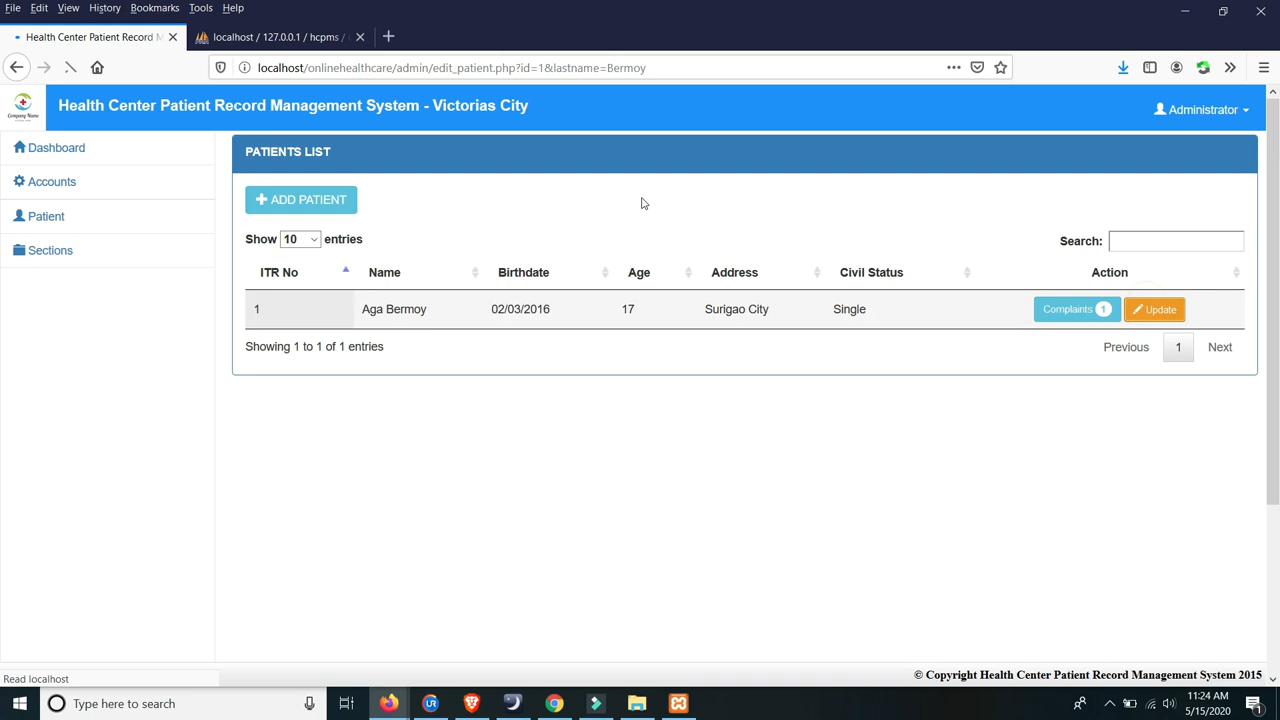 File Edit View History Bookmarks Tools Help
Health Center Patient Record M
localhost / 127.0.0.1 / hcpms /
localhost/onlinehealthcare/admin/edit_patient.php?id=1&lastname=Bermoy
Company Name
Health Center Patient Record Management System - Victorias City
Administrator
Dashboard
Accounts
Patient
Sections
PATIENTS LIST
ADD PATIENT
Show 10 entries
Search:
ITR No Name Birthdate Age Address Civil Status Action
1 Aga Bermoy 02/03/2016 17 Surigao City Single Complaints 1 Update
Showing 1 to 1 of 1 entries
Previous 1 Next
© Copyright Health Center Patient Record Management System 2015
Read localhost
Type here to search
UR
11:24 AM
5/15/2020
1